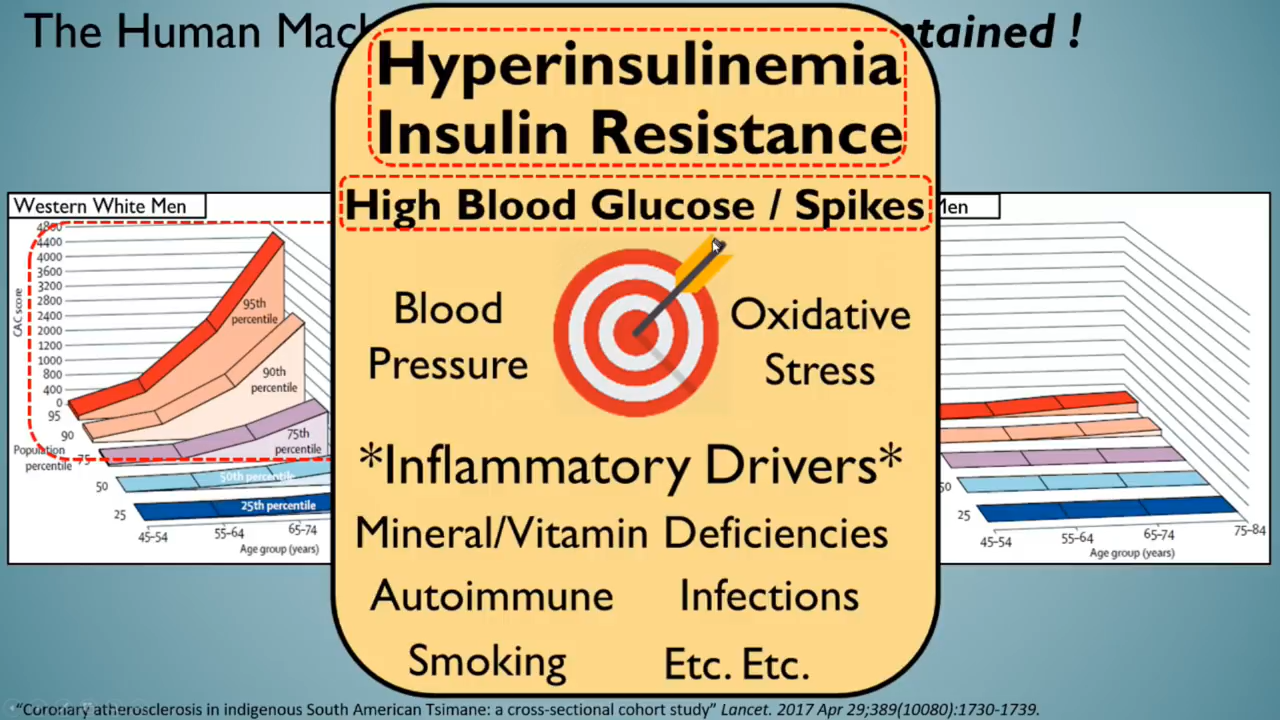 The Human Mac
tained !
Hyperinsulinemia
Insulin Resistance
High Blood Glucose / Spikes
Blood
Pressure
Oxidative
Stress
*Inflammatory Drivers*
Mineral/Vitamin Deficiencies
Autoimmune Infections
Smoking Etc. Etc.
Western White Men
CAC score
4800
4400
4000
3600
3200
2800
2400
2000
1600
1200
800
400
0
95
90
75
50
25
Population
percentile
95th
percentile
90th
percentile
75th
percentile
50th percentile
25th percentile
45–54
55–64
65–74
Age group (years)
Men
50
25
45–54
55–64
65–74
75–84
Age group (years)
"Coronary atherosclerosis in indigenous South American Tsimane: a cross-sectional cohort study" Lancet. 2017 Apr 29;389(10080):1730-1739.